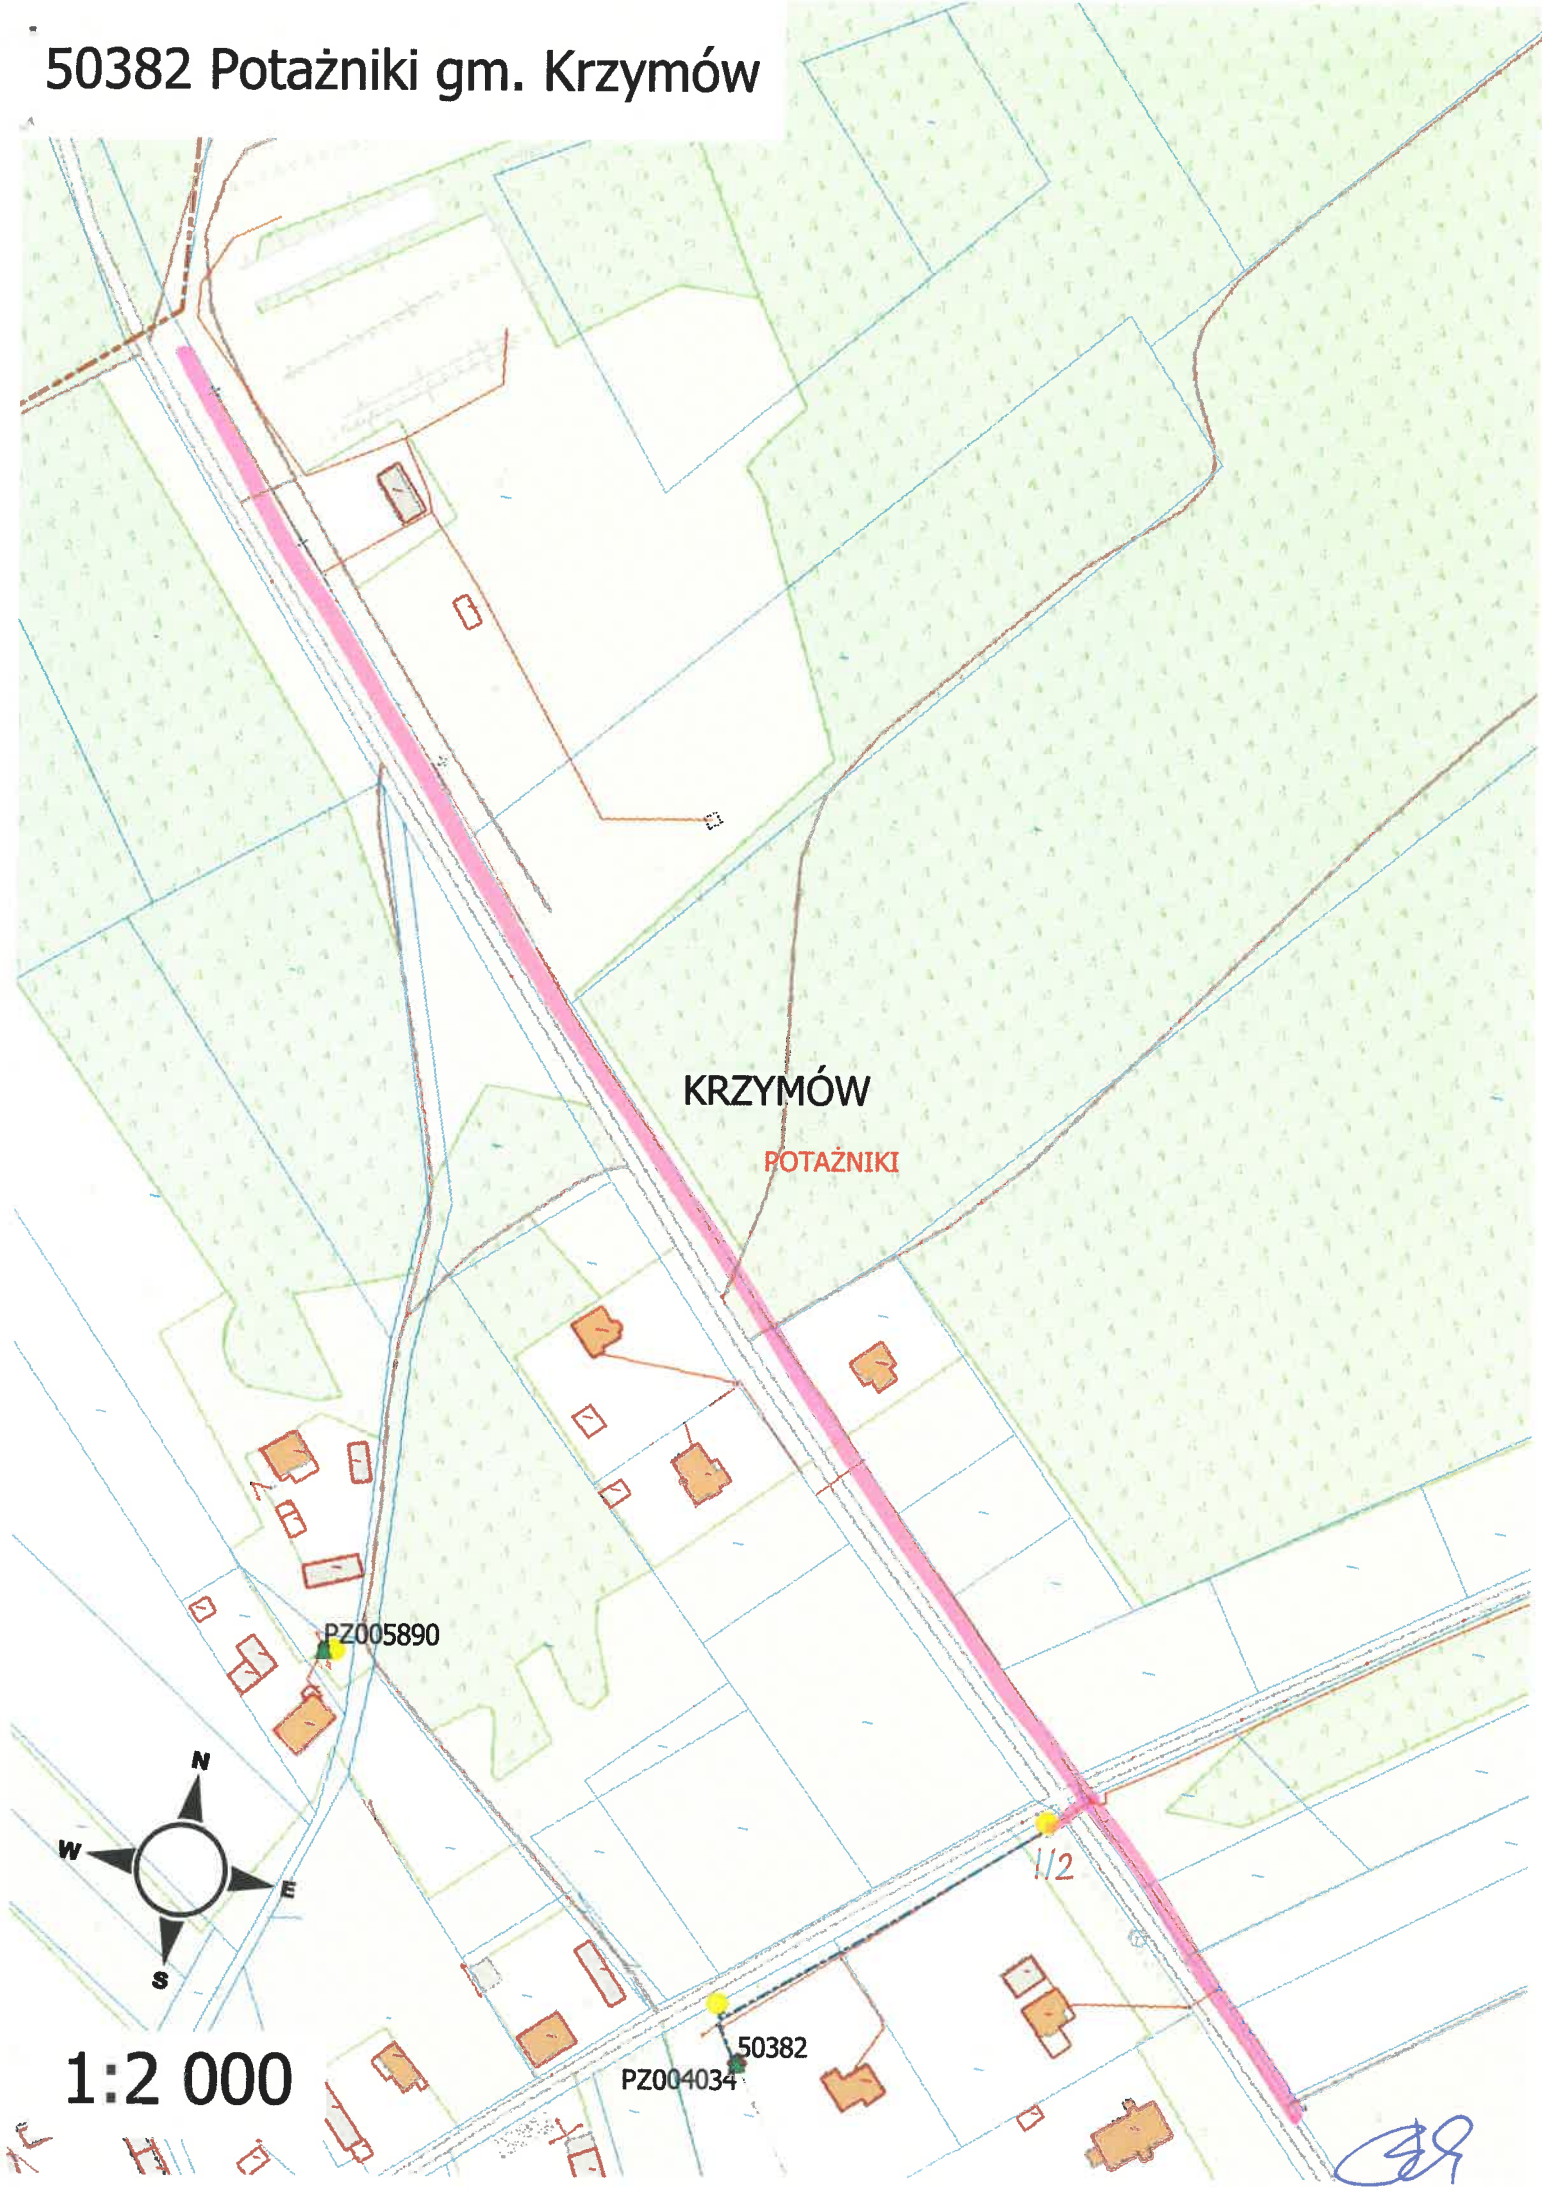 50382 Potażniki gm. Krzymów
KRZYMÓW
POTAŻNIKI
PZ005890
N
W
E
S
1/2
50382
PZ004034
1:2 000